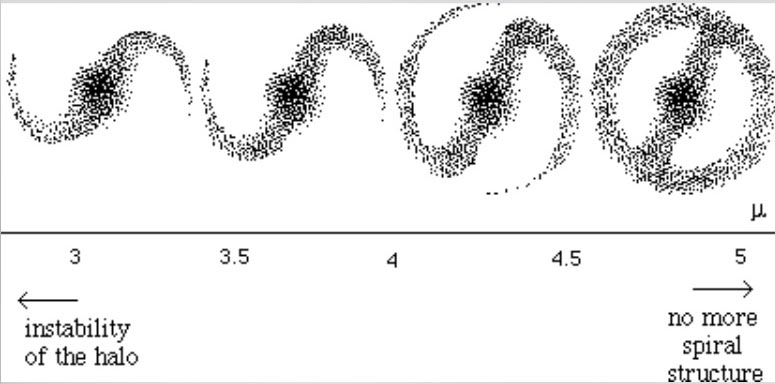 μ
3 3.5 4 4.5 5
instability
of the halo
no more
spiral
structure